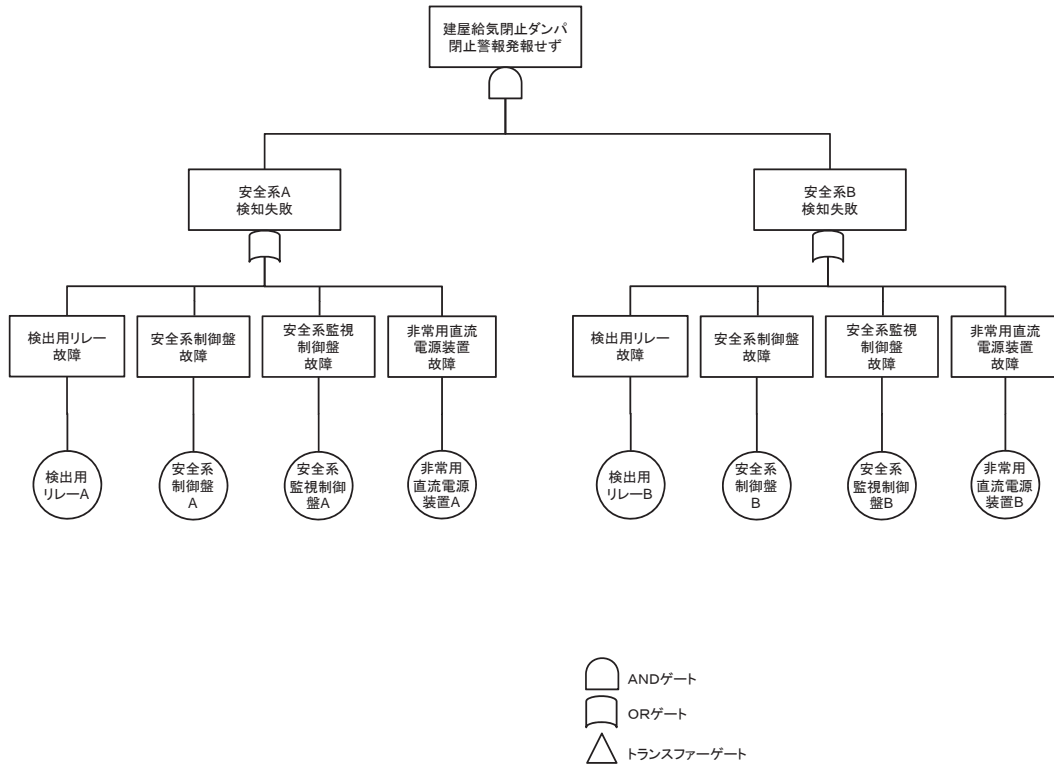 建屋給気閉止ダンパ
閉止警報発報せず
安全系A
検知失敗
安全系B
検知失敗
検出用リレー
故障
安全系制御盤
故障
安全系監視
制御盤
故障
非常用直流
電源装置
故障
検出用リレー
故障
安全系制御盤
故障
安全系監視
制御盤
故障
非常用直流
電源装置
故障
検出用
リレーA
安全系
制御盤
A
安全系
監視制御
盤A
非常用
直流電源
装置A
検出用
リレーB
安全系
制御盤
B
安全系
監視制御
盤B
非常用
直流電源
装置B
ANDゲート
ORゲート
トランスファーゲート